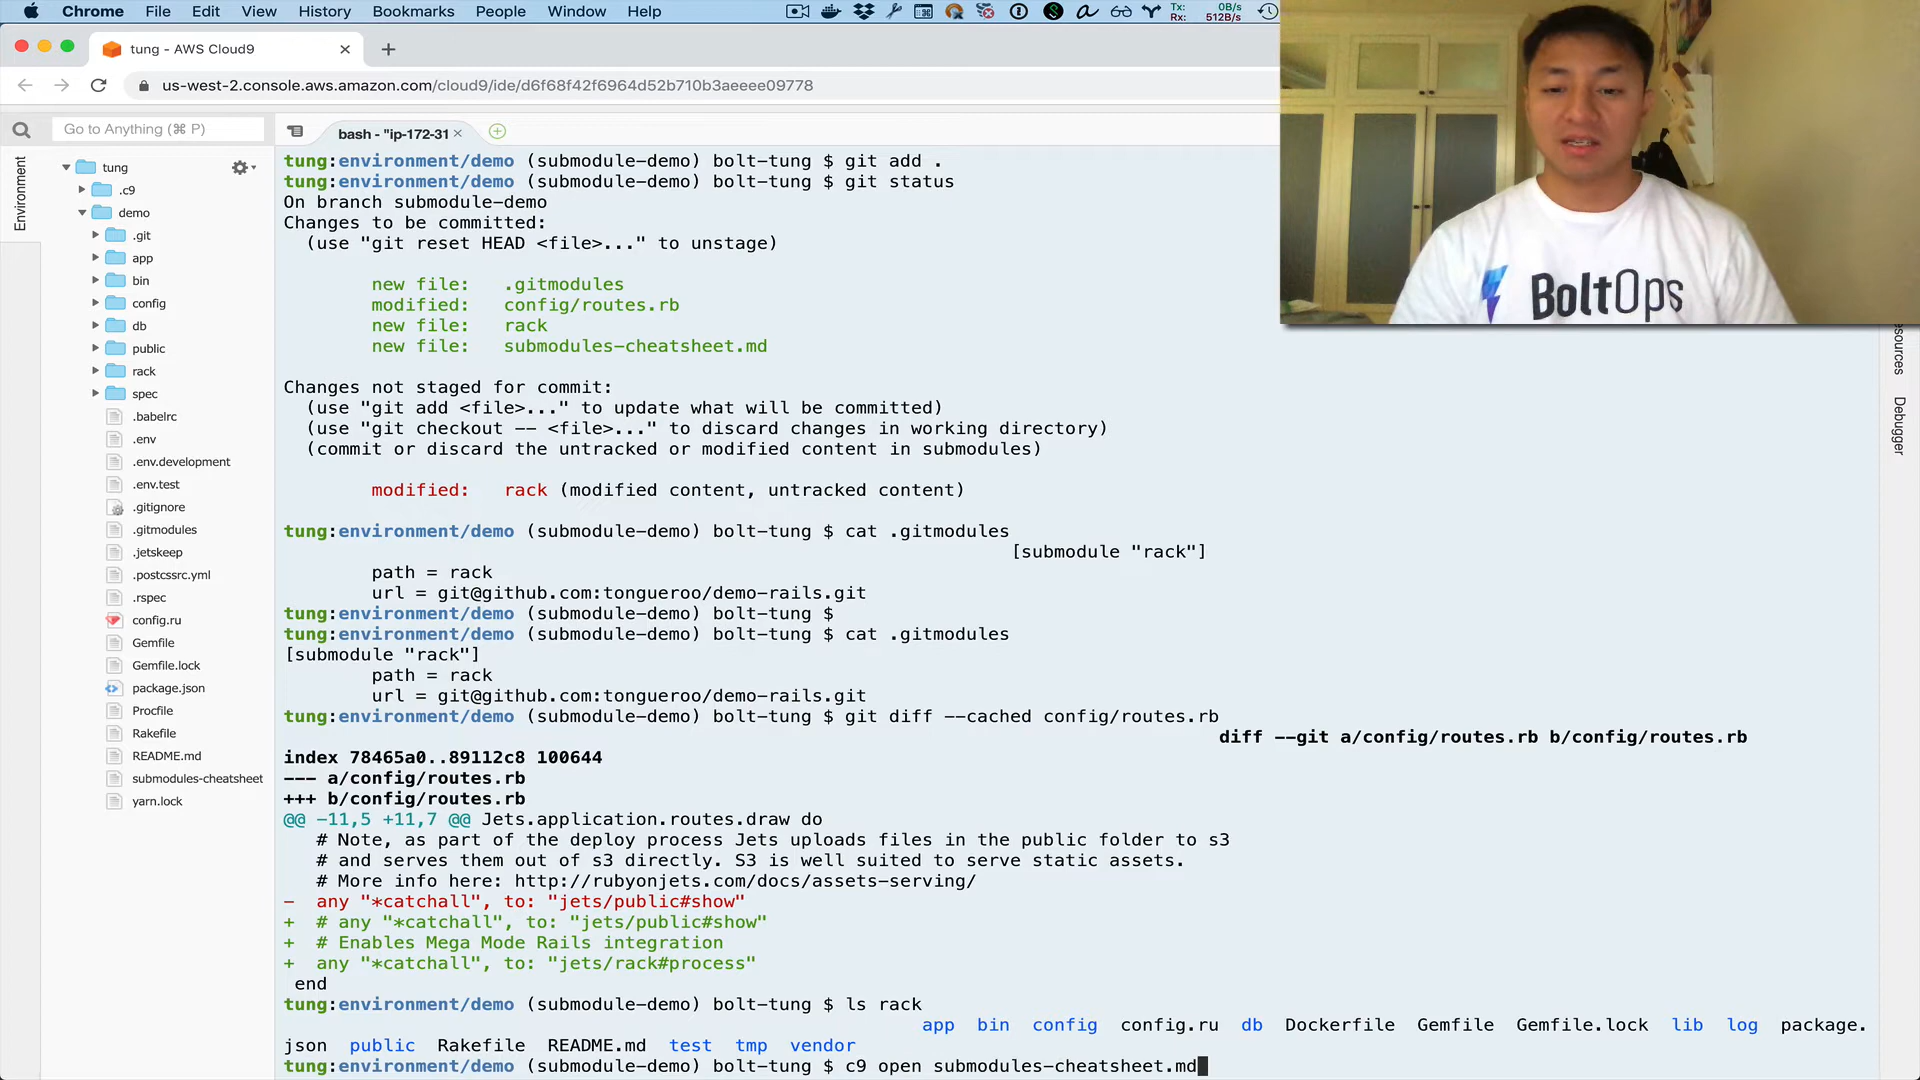 Chrome File Edit View History Bookmarks People Window Help
Tx: 0B/s
Rx: 512B/s
tung - AWS Cloud9
us-west-2.console.aws.amazon.com/cloud9/ide/d6f68f42f6964d52b710b3aeeee09778
Go to Anything (⌘ P)
bash - "ip-172-31
Environment
tung
.c9
demo
.git
app
bin
config
db
public
rack
spec
.babelrc
.env
.env.development
.env.test
.gitignore
.gitmodules
.jetskeep
.postcssrc.yml
.rspec
config.ru
Gemfile
Gemfile.lock
package.json
Procfile
Rakefile
README.md
submodules-cheatsheet
yarn.lock
tung:environment/demo (submodule-demo) bolt-tung $ git add .
tung:environment/demo (submodule-demo) bolt-tung $ git status
On branch submodule-demo
Changes to be committed:
(use "git reset HEAD <file>..." to unstage)
new file: .gitmodules
modified: config/routes.rb
new file: rack
new file: submodules-cheatsheet.md
Changes not staged for commit:
(use "git add <file>..." to update what will be committed)
(use "git checkout -- <file>..." to discard changes in working directory)
(commit or discard the untracked or modified content in submodules)
modified: rack (modified content, untracked content)
tung:environment/demo (submodule-demo) bolt-tung $ cat .gitmodules
[submodule "rack"]
path = rack
url = git@github.com:tongueroo/demo-rails.git
tung:environment/demo (submodule-demo) bolt-tung $
tung:environment/demo (submodule-demo) bolt-tung $ cat .gitmodules
[submodule "rack"]
path = rack
url = git@github.com:tongueroo/demo-rails.git
tung:environment/demo (submodule-demo) bolt-tung $ git diff --cached config/routes.rb
diff --git a/config/routes.rb b/config/routes.rb
index 78465a0..89112c8 100644
--- a/config/routes.rb
+++ b/config/routes.rb
@@ -11,5 +11,7 @@ Jets.application.routes.draw do
# Note, as part of the deploy process Jets uploads files in the public folder to s3
# and serves them out of s3 directly. S3 is well suited to serve static assets.
# More info here: http://rubyonjets.com/docs/assets-serving/
- any "*catchall", to: "jets/public#show"
+ # any "*catchall", to: "jets/public#show"
+ # Enables Mega Mode Rails integration
+ any "*catchall", to: "jets/rack#process"
end
tung:environment/demo (submodule-demo) bolt-tung $ ls rack
app bin config config.ru db Dockerfile Gemfile Gemfile.lock lib log package.
json public Rakefile README.md test tmp vendor
tung:environment/demo (submodule-demo) bolt-tung $ c9 open submodules-cheatsheet.md
BoltOps
Debugger